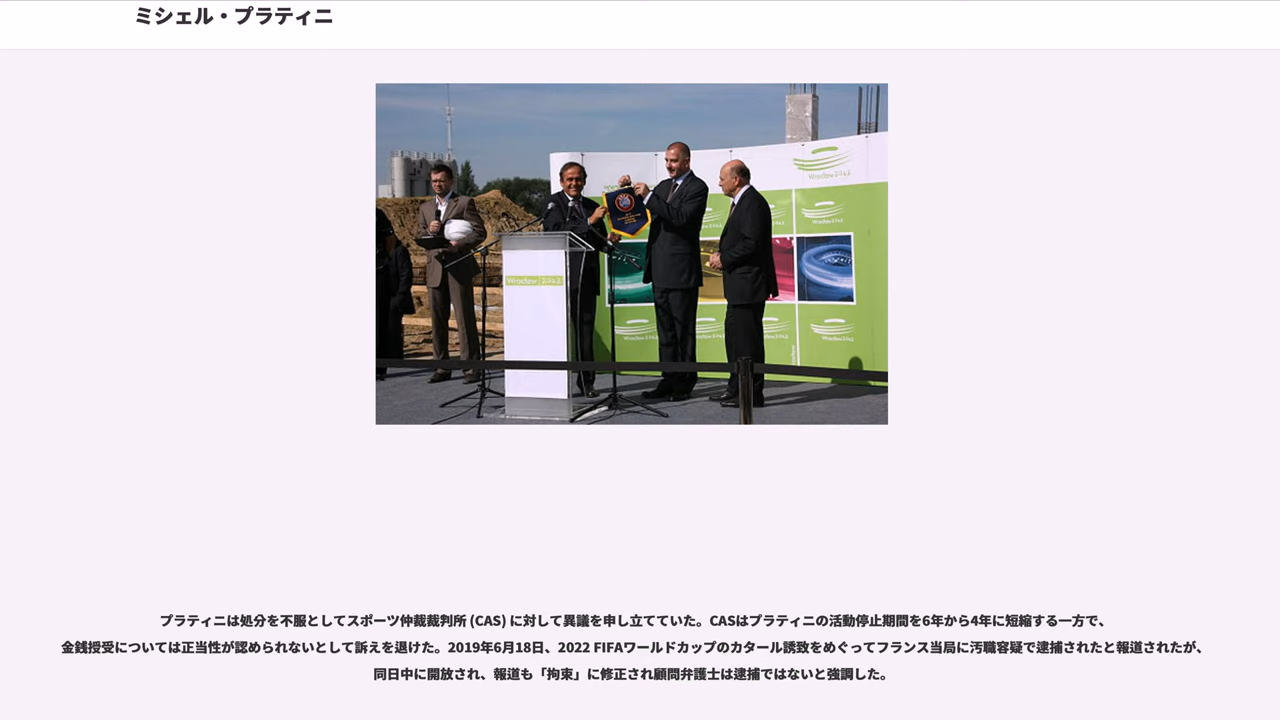 ミシェル・プラティニ
Wrocław 2012
Wrocław 2012
Wrocław 2012
Wrocław 2012
Wrocław 2012
プラティニは処分を不服としてスポーツ仲裁裁判所 (CAS) に対して異議を申し立てていた。CASはプラティニの活動停止期間を6年から4年に短縮する一方で、
金銭授受については正当性が認められないとして訴えを退けた。2019年6月18日、2022 FIFAワールドカップのカタール誘致をめぐってフランス当局に汚職容疑で逮捕されたと報道されたが、
同日中に開放され、報道も「拘束」に修正され顧問弁護士は逮捕ではないと強調した。